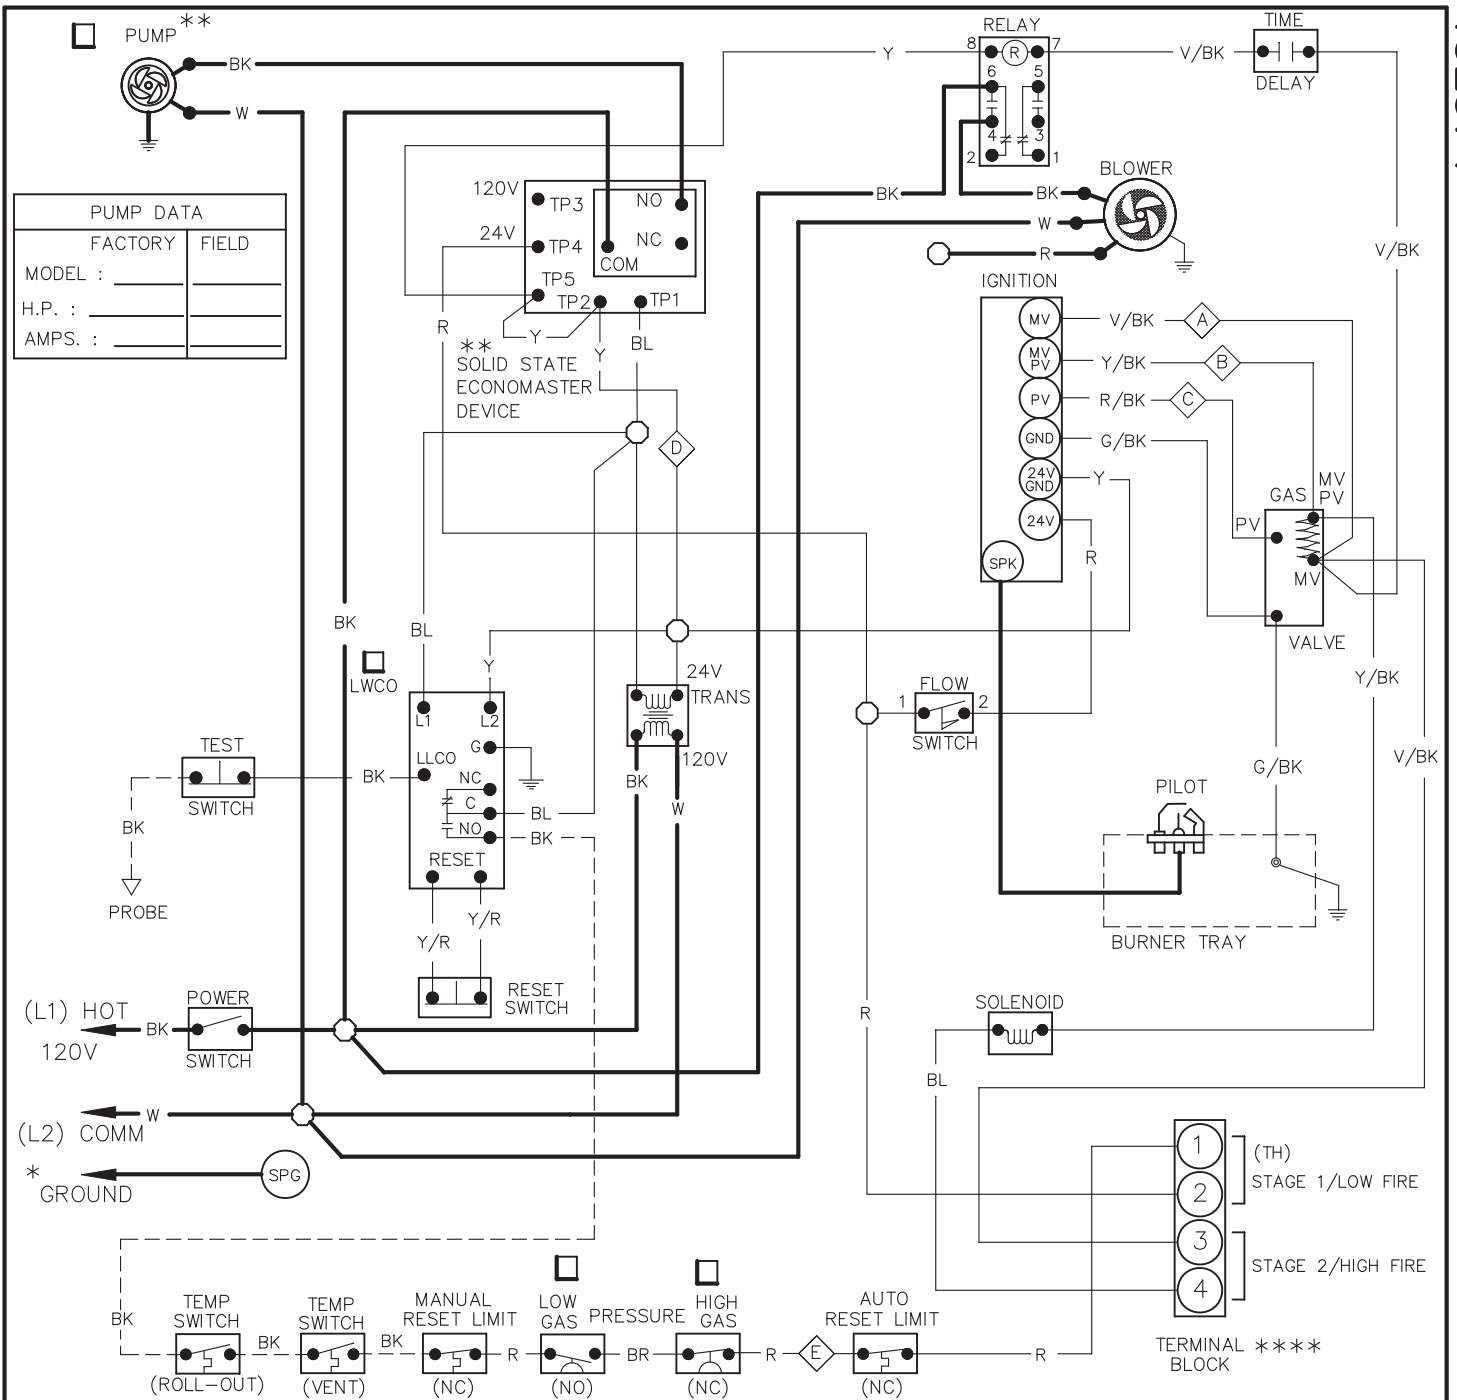 PUMP **
BK
W
PUMP DATA
FACTORY FIELD
MODEL :
H.P. :
AMPS. :
RELAY
8 R 7
6 5
4 3
2 1
Y
V/BK
TIME
DELAY
V/BK
BLOWER
BK
BK
W
R
120V
TP3
NO
24V
TP4
NC
COM
TP5
TP2
TP1
R
Y
Y
BL
**
SOLID STATE
ECONOMASTER
DEVICE
D
IGNITION
MV
V/BK
A
MV
PV
Y/BK
B
PV
R/BK
C
GND
G/BK
24V
GND
Y
24V
R
SPK
MV
PV
GAS
PV
MV
VALVE
Y/BK
V/BK
G/BK
BK
BL
Y
LWCO
L1 L2
G
LLCO
NC
C
NO
BL
BK
RESET
Y/R
Y/R
RESET
SWITCH
24V
TRANS
120V
BK
W
FLOW
1 2
SWITCH
TEST
SWITCH
BK
BK
PROBE
PILOT
BURNER TRAY
(L1) HOT
120V
BK
POWER
SWITCH
W
(L2) COMM
*
GROUND
SPG
R
SOLENOID
BL
1
(TH)
STAGE 1/LOW FIRE
2
3
STAGE 2/HIGH FIRE
4
TERMINAL ****
BLOCK
BK
TEMP
SWITCH
(ROLL-OUT)
BK
TEMP
SWITCH
(VENT)
BK
MANUAL
RESET LIMIT
(NC)
R
LOW
GAS
(NO)
PRESSURE
BR
HIGH
GAS
(NC)
R
E
AUTO
RESET LIMIT
(NC)
R